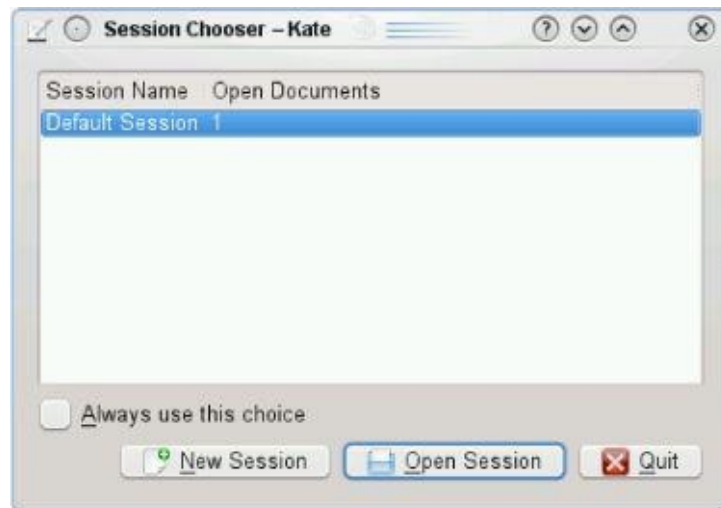 Session Chooser – Kate
Session Name Open Documents
Default Session 1
Always use this choice
New Session Open Session Quit